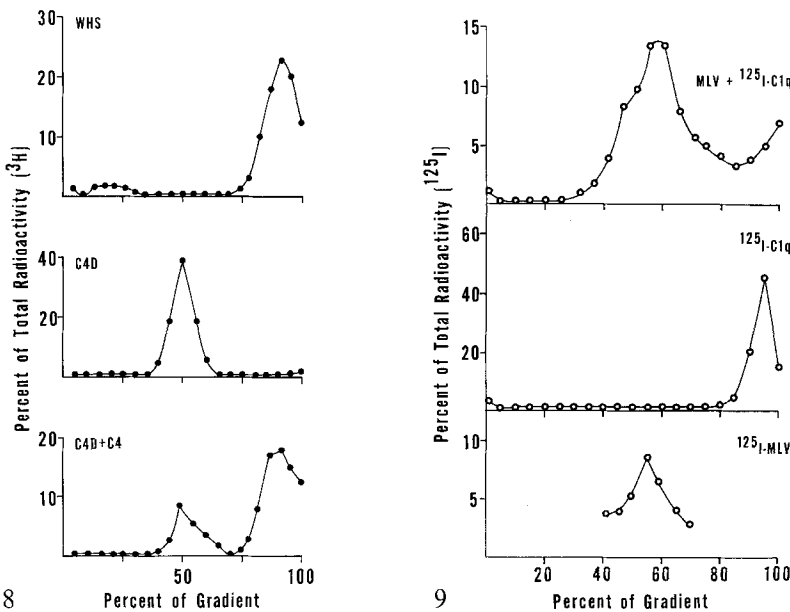 WHS
30
20
10
C4D
40
20
C4D+C4
20
10
50
100
Percent of Total Radioactivity (³H)
Percent of Gradient
8
MLV + ¹²⁵I-C1q
15
10
5
¹²⁵I-C1q
60
40
20
¹²⁵I-MLV
10
5
20
40
60
80
100
Percent of Total Radioactivity (¹²⁵I)
Percent of Gradient
9